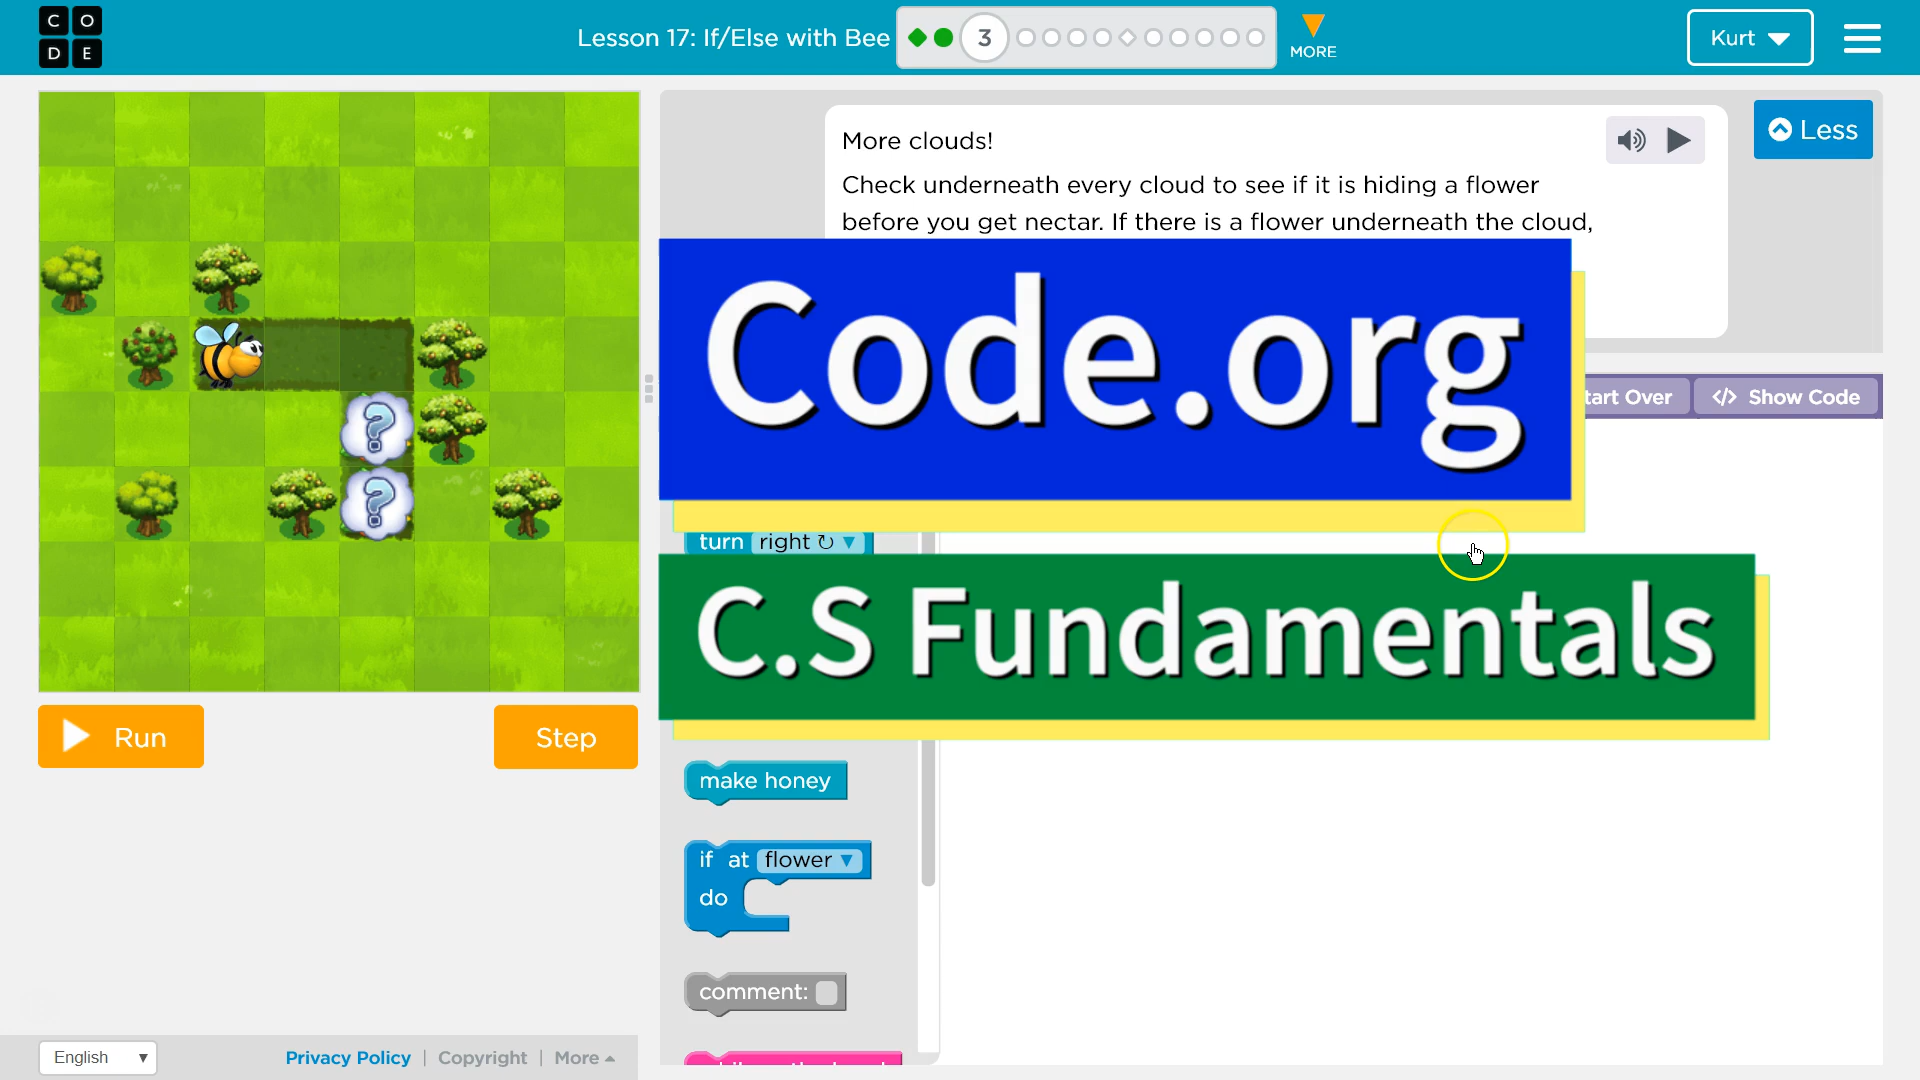 C O
D E
Lesson 17: If/Else with Bee
3
MORE
Kurt
More clouds!
Check underneath every cloud to see if it is hiding a flower
before you get nectar. If there is a flower underneath the cloud,
Less
Code.org
tart Over
</> Show Code
turn right ↻ ▼
C.S Fundamentals
? 
?
Run
Step
make honey
if at flower ▼
do
comment:
English
Privacy Policy | Copyright | More